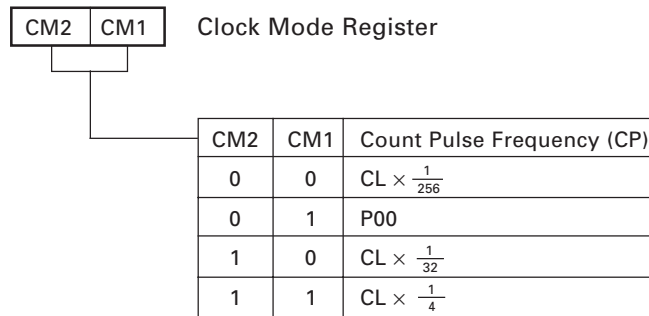 CM2 CM1 Clock Mode Register
CM2 CM1 Count Pulse Frequency (CP)
0 0 CL × 1/256
0 1 P00
1 0 CL × 1/32
1 1 CL × 1/4